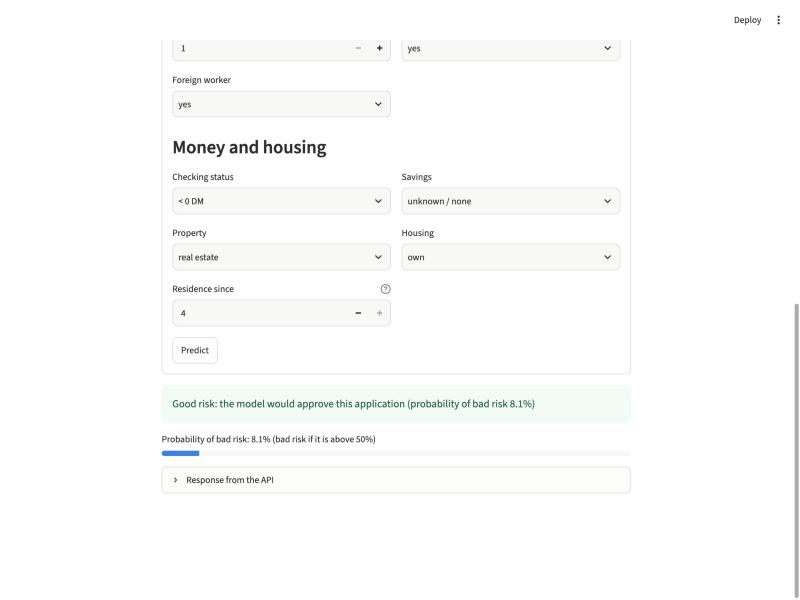 Deploy
1
yes
Foreign worker
yes
Money and housing
Checking status
Savings
< 0 DM
unknown / none
Property
Housing
real estate
own
Residence since
4
Predict
Good risk: the model would approve this application (probability of bad risk 8.1%)
Probability of bad risk: 8.1% (bad risk if it is above 50%)
Response from the API